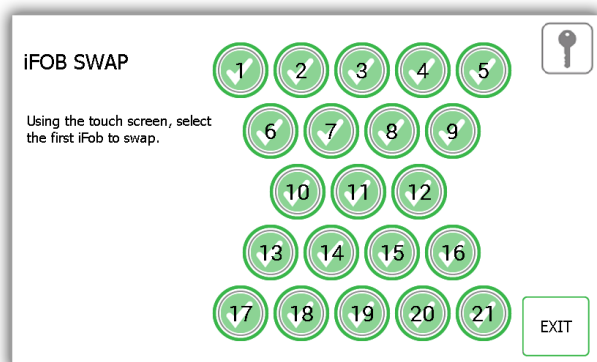 iFOB SWAP
Using the touch screen, select
the first iFob to swap.
1 2 3 4 5
6 7 8 9
10 11 12
13 14 15 16
17 18 19 20 21
EXIT